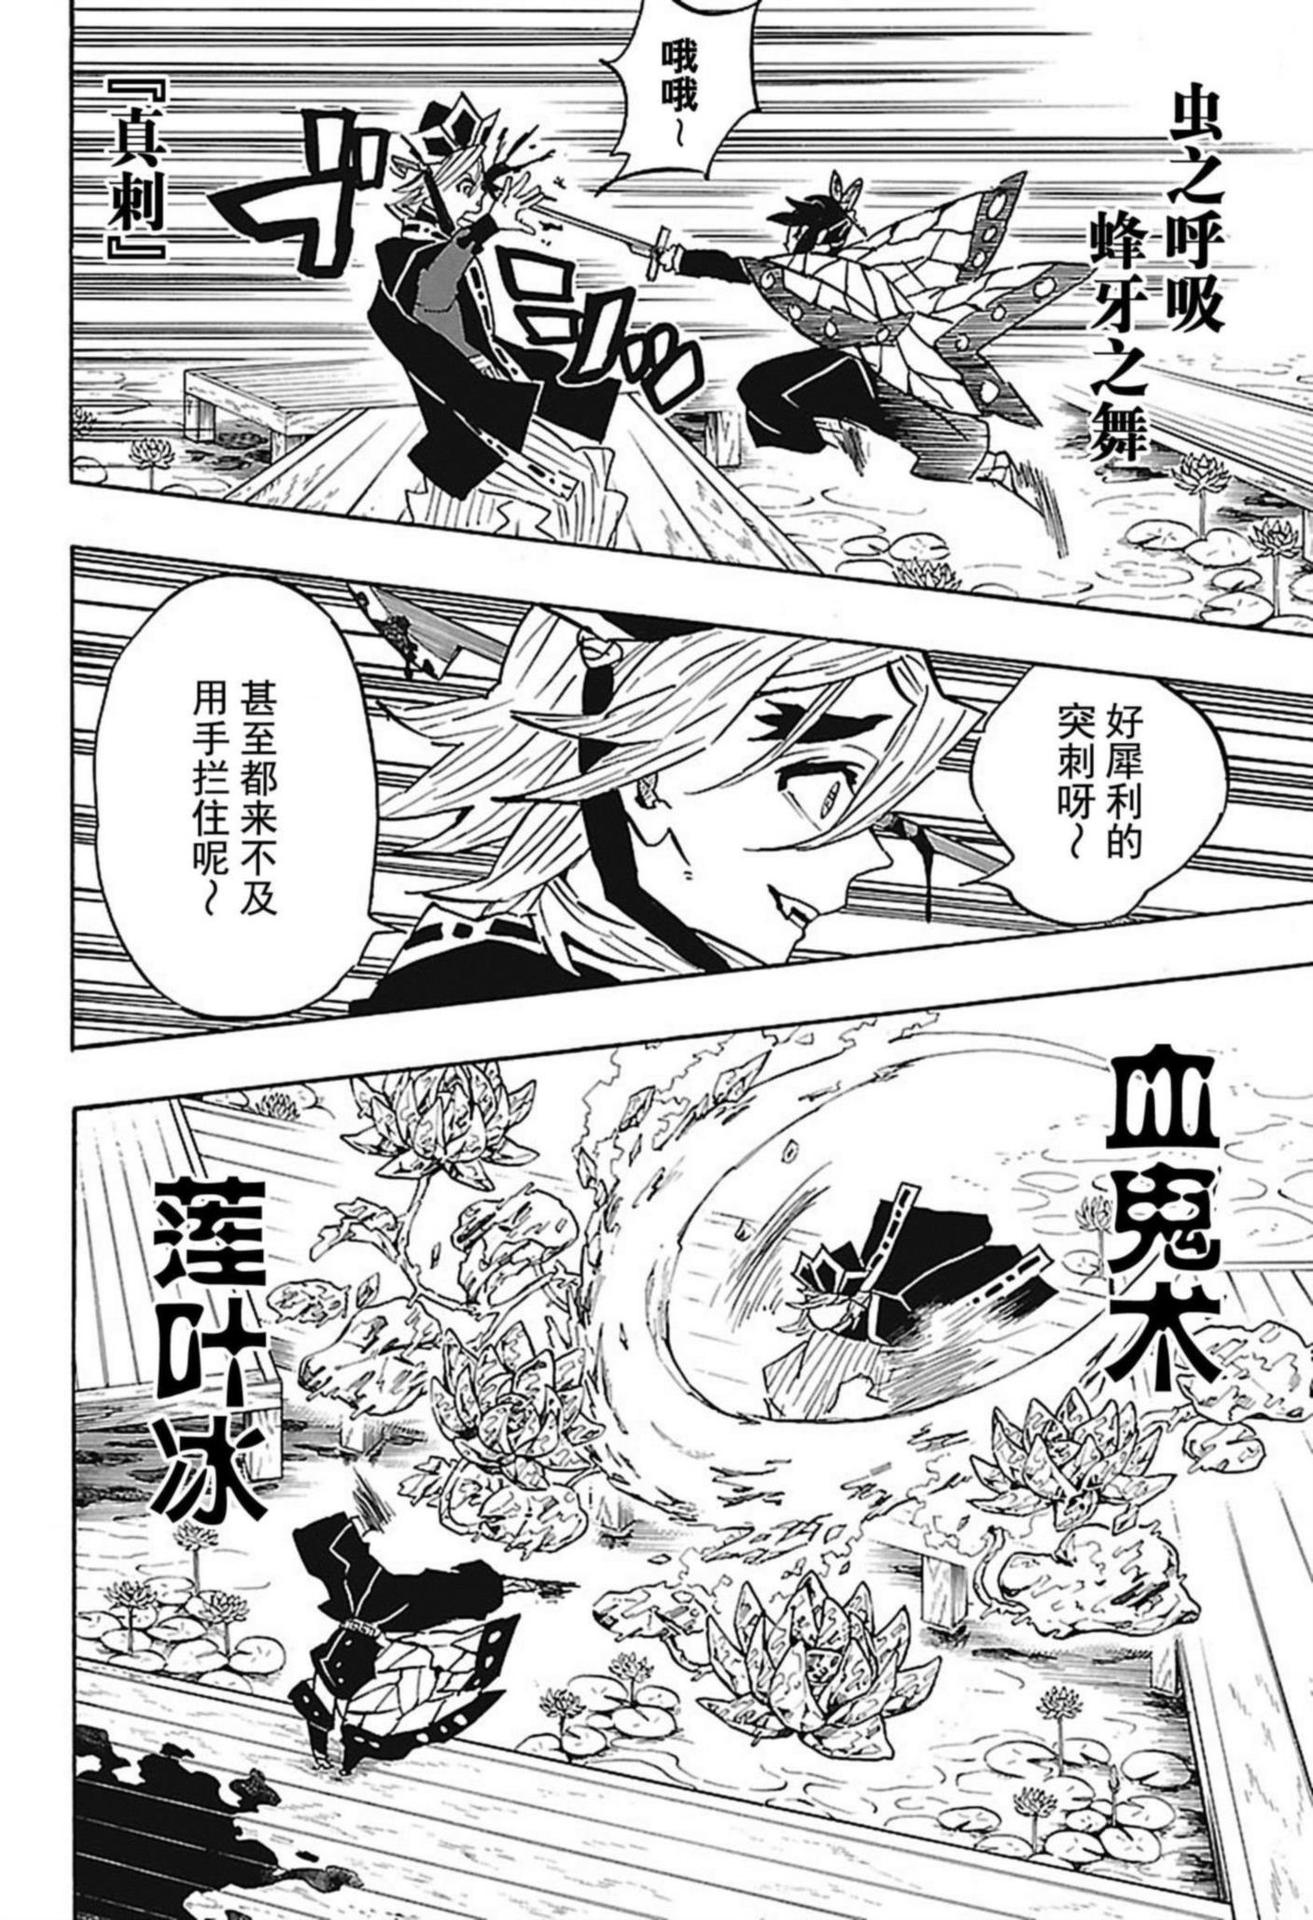 虫之呼吸
蜂牙之舞
哦哦～
『真刺』
好犀利的
突刺呀～
甚至都来不及
用手拦住呢～
血鬼术
莲叶冰